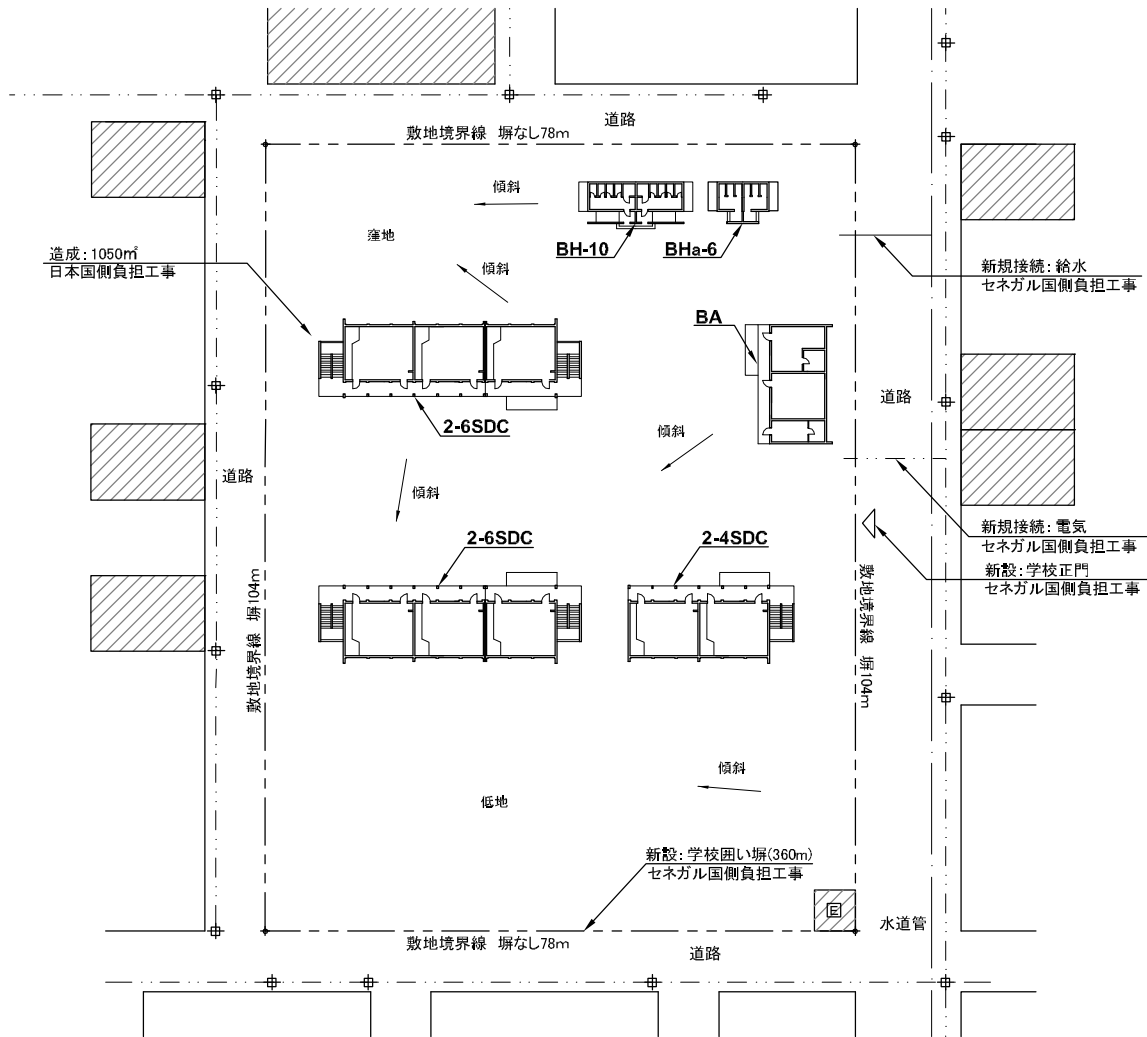 道路
敷地境界線 塀なし78m
傾斜
窪地
BH-10
BHa-6
造成:1050㎡
日本国側負担工事
傾斜
新規接続:給水
セネガル国側負担工事
BA
道路
2-6SDC
傾斜
道路
傾斜
新規接続:電気
セネガル国側負担工事
2-6SDC
2-4SDC
新設:学校正門
セネガル国側負担工事
敷地境界線 塀104m
敷地境界線 塀104m
傾斜
低地
新設:学校囲い塀(360m)
セネガル国側負担工事
E
水道管
敷地境界線 塀なし78m
道路